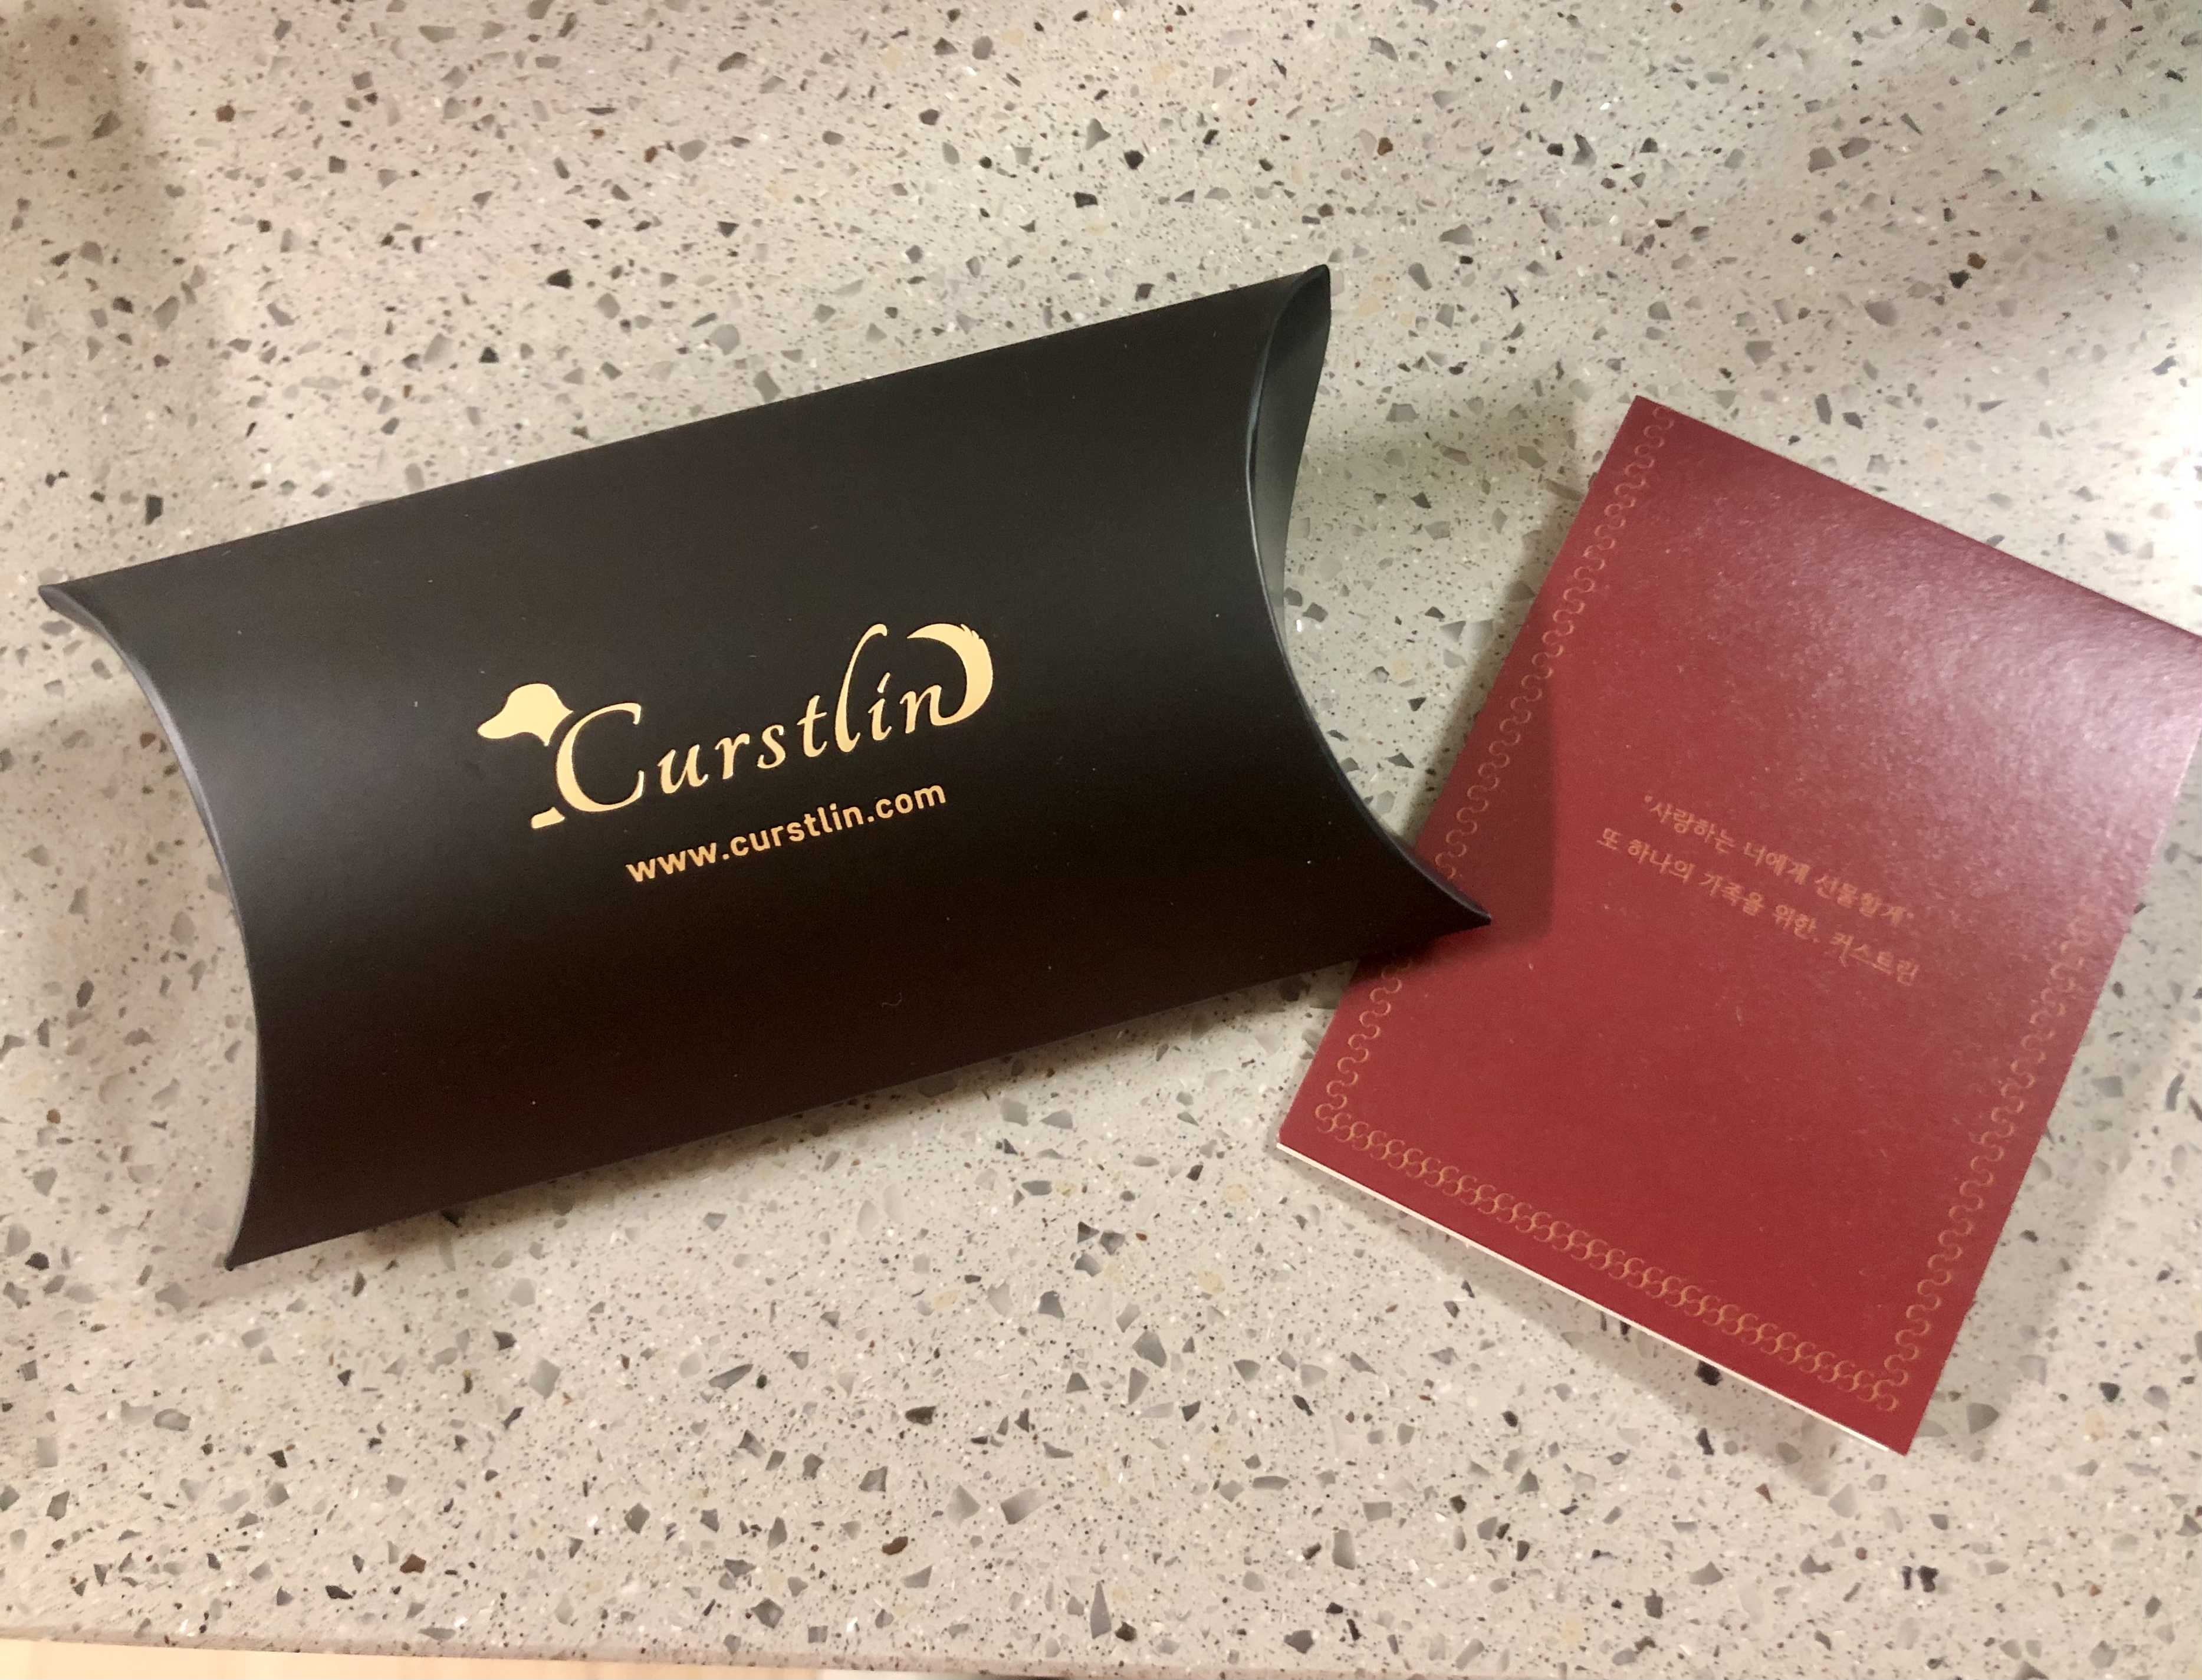 Curstlin
www.curstlin.com
"사랑하는 너에게 선물할게"
또 하나의 가족을 위한, 커스트린